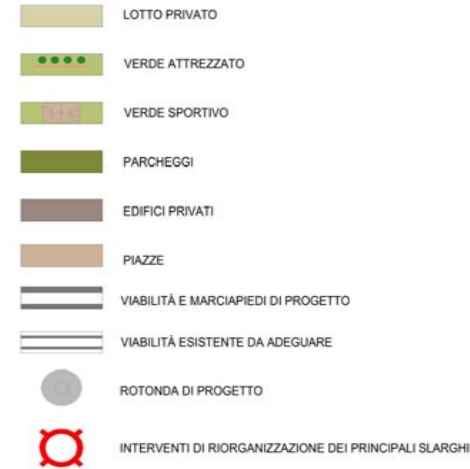 LOTTO PRIVATO
VERDE ATTREZZATO
VERDE SPORTIVO
PARCHEGGI
EDIFICI PRIVATI
PIAZZE
VIABILITÀ E MARCIAPIEDI DI PROGETTO
VIABILITÀ ESISTENTE DA ADEGUARE
ROTONDA DI PROGETTO
INTERVENTI DI RIORGANIZZAZIONE DEI PRINCIPALI SLARGHI